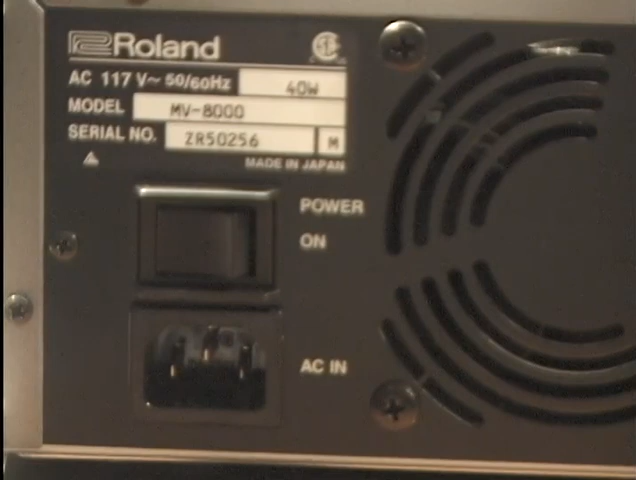 Roland
AC 117 V~ 50/60Hz 40W
MODEL MV-8000
SERIAL NO. ZR50256 M
MADE IN JAPAN
POWER
ON
AC IN